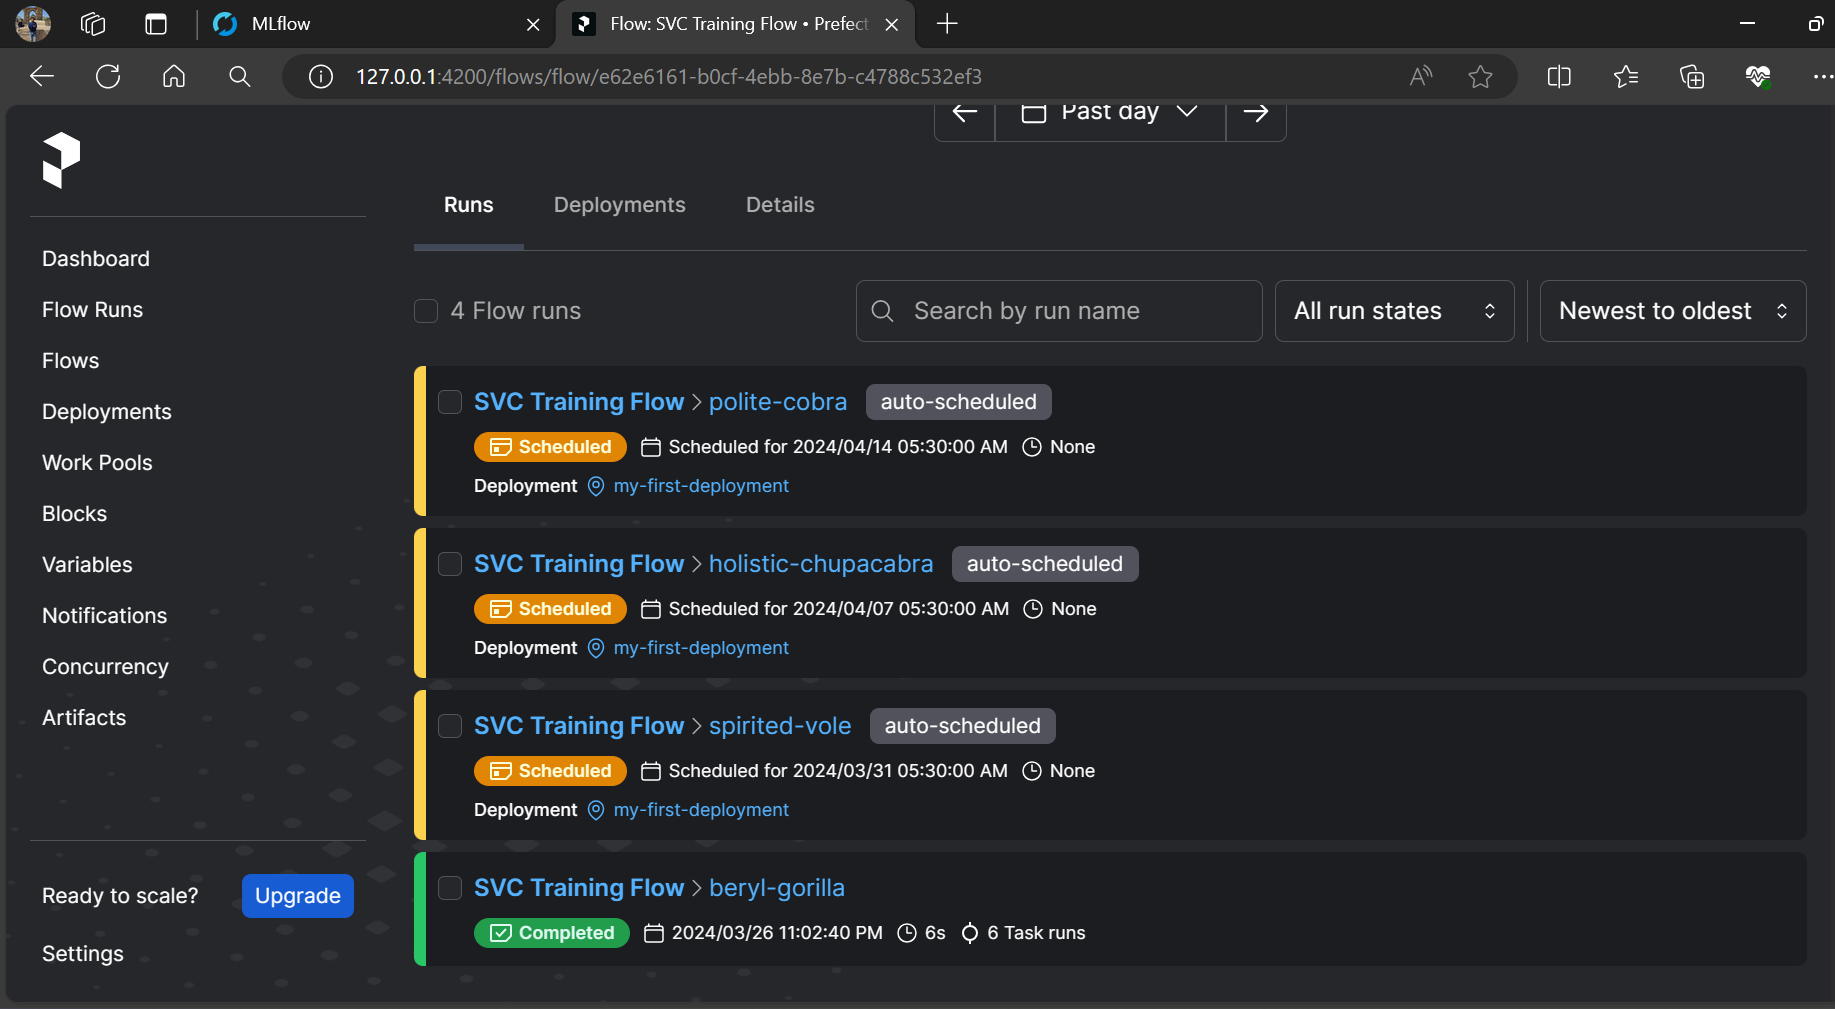 MLflow
Flow: SVC Training Flow • Prefect
127.0.0.1:4200/flows/flow/e62e6161-b0cf-4ebb-8e7b-c4788c532ef3
Past day
Runs Deployments Details
Dashboard
Flow Runs
Flows
Deployments
Work Pools
Blocks
Variables
Notifications
Concurrency
Artifacts
Ready to scale? Upgrade
Settings
4 Flow runs Search by run name All run states Newest to oldest
SVC Training Flow > polite-cobra auto-scheduled
Scheduled Scheduled for 2024/04/14 05:30:00 AM None
Deployment my-first-deployment
SVC Training Flow > holistic-chupacabra auto-scheduled
Scheduled Scheduled for 2024/04/07 05:30:00 AM None
Deployment my-first-deployment
SVC Training Flow > spirited-vole auto-scheduled
Scheduled Scheduled for 2024/03/31 05:30:00 AM None
Deployment my-first-deployment
SVC Training Flow > beryl-gorilla
Completed 2024/03/26 11:02:40 PM 6s 6 Task runs